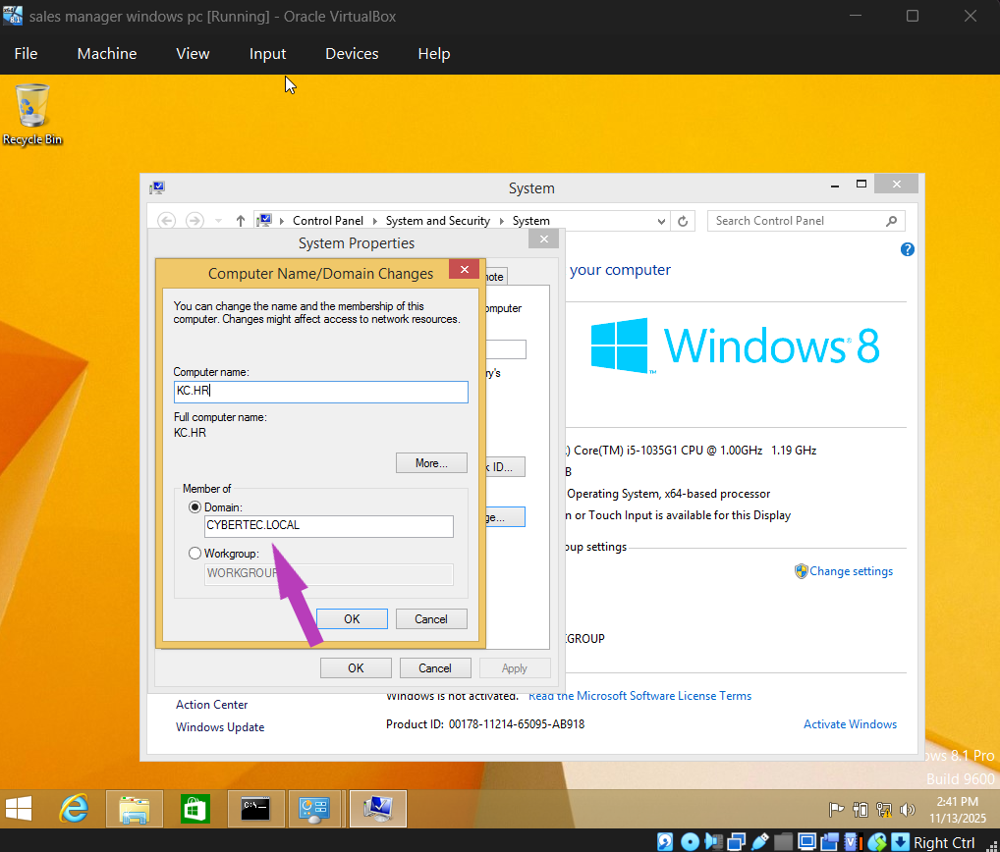 sales manager windows pc [Running] - Oracle VirtualBox
File Machine View Input Devices Help
Recycle Bin
System
Control Panel System and Security System
Search Control Panel
System Properties
Computer Name/Domain Changes
your computer
You can change the name and the membership of this
computer. Changes might affect access to network resources.
omputer
Windows 8
ry's
Computer name:
KC.HR
Full computer name:
KC.HR
More...
Core(TM) i5-1035G1 CPU @ 1.00GHz 1.19 GHz
Operating System, x64-based processor
n or Touch Input is available for this Display
k ID...
Member of
Domain:
CYBERTEC.LOCAL
Workgroup:
WORKGROUP
oup settings
Change settings
OK Cancel
GROUP
OK Cancel Apply
Windows is not activated. Read the Microsoft Software License Terms
Product ID: 00178-11214-65095-AB918
Activate Windows
Action Center
Windows Update
ows 8.1 Pro
Build 9600
2:41 PM
11/13/2025
Right Ctrl